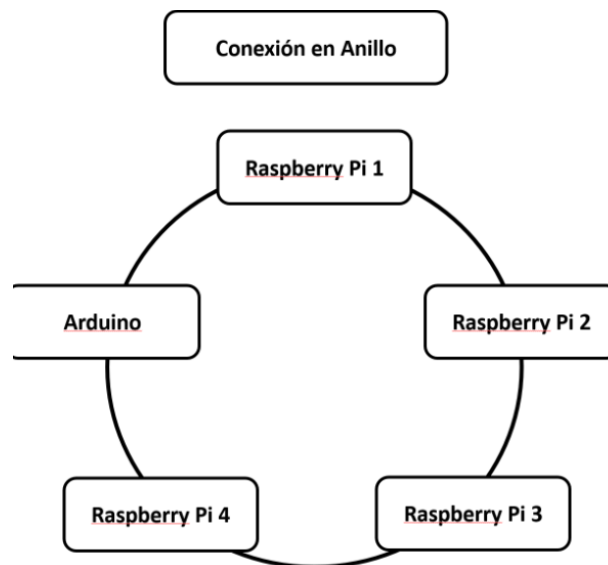 Conexión en Anillo
Raspberry Pi 1
Arduino
Raspberry Pi 2
Raspberry Pi 4
Raspberry Pi 3